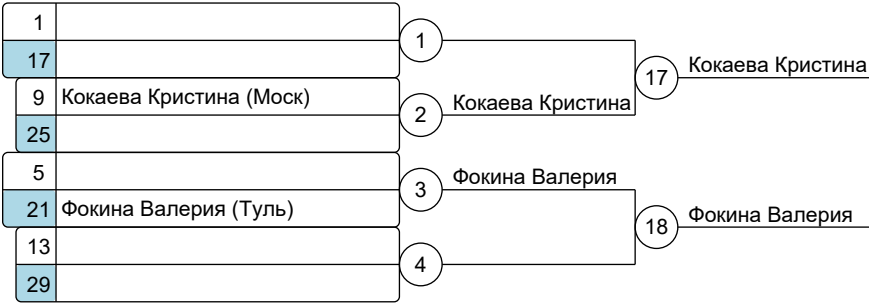 1
17
1
9 Кокаева Кристина (Моск)
25
2 Кокаева Кристина
17 Кокаева Кристина
5
21 Фокина Валерия (Туль)
3 Фокина Валерия
13
29
4
18 Фокина Валерия